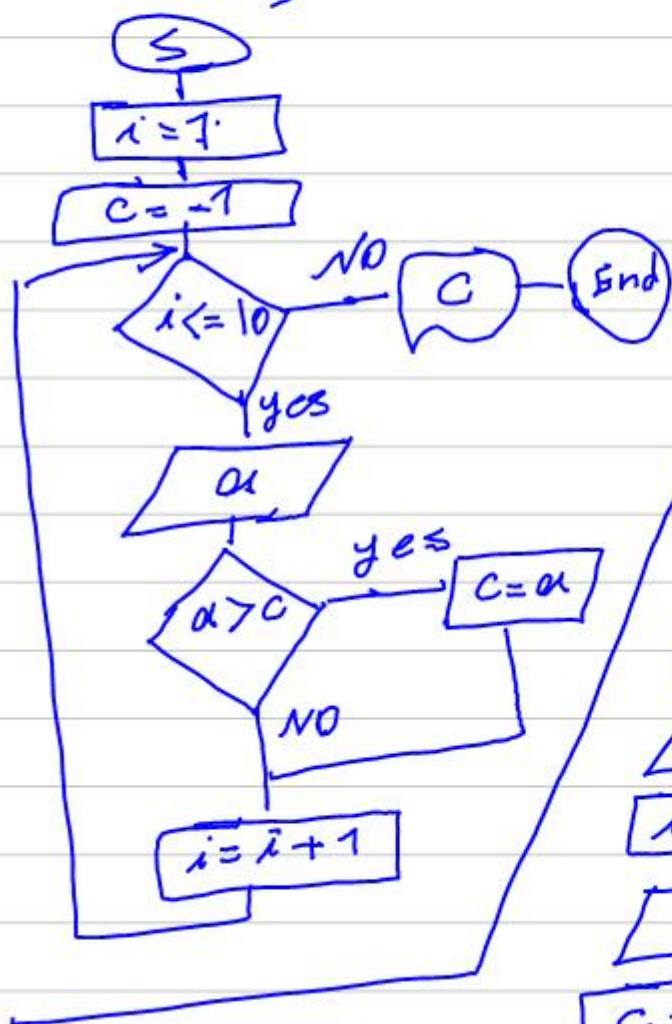 S
i = 1
C = -1
i <= 10
NO
C
End
yes
a
a > c
yes
C = a
NO
i = i + 1